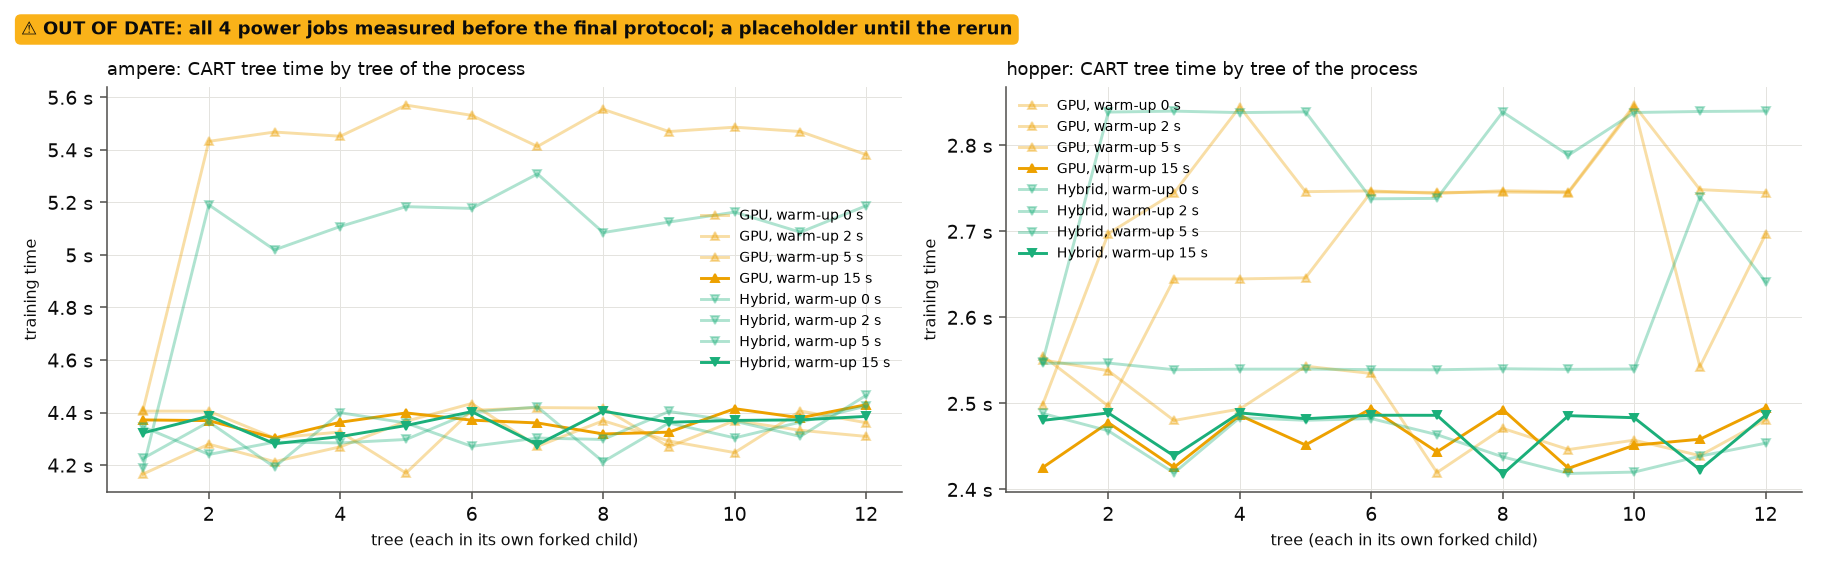 ⚠ OUT OF DATE: all 4 power jobs measured before the final protocol; a placeholder until the rerun
ampere: CART tree time by tree of the process
5.6 s
5.4 s
5.2 s
5 s
4.8 s
4.6 s
4.4 s
4.2 s
training time
GPU, warm-up 0 s
GPU, warm-up 2 s
GPU, warm-up 5 s
GPU, warm-up 15 s
Hybrid, warm-up 0 s
Hybrid, warm-up 2 s
Hybrid, warm-up 5 s
Hybrid, warm-up 15 s
2 4 6 8 10 12
tree (each in its own forked child)
hopper: CART tree time by tree of the process
GPU, warm-up 0 s
GPU, warm-up 2 s
GPU, warm-up 5 s
GPU, warm-up 15 s
Hybrid, warm-up 0 s
Hybrid, warm-up 2 s
Hybrid, warm-up 5 s
Hybrid, warm-up 15 s
2.8 s
2.7 s
2.6 s
2.5 s
2.4 s
training time
2 4 6 8 10 12
tree (each in its own forked child)